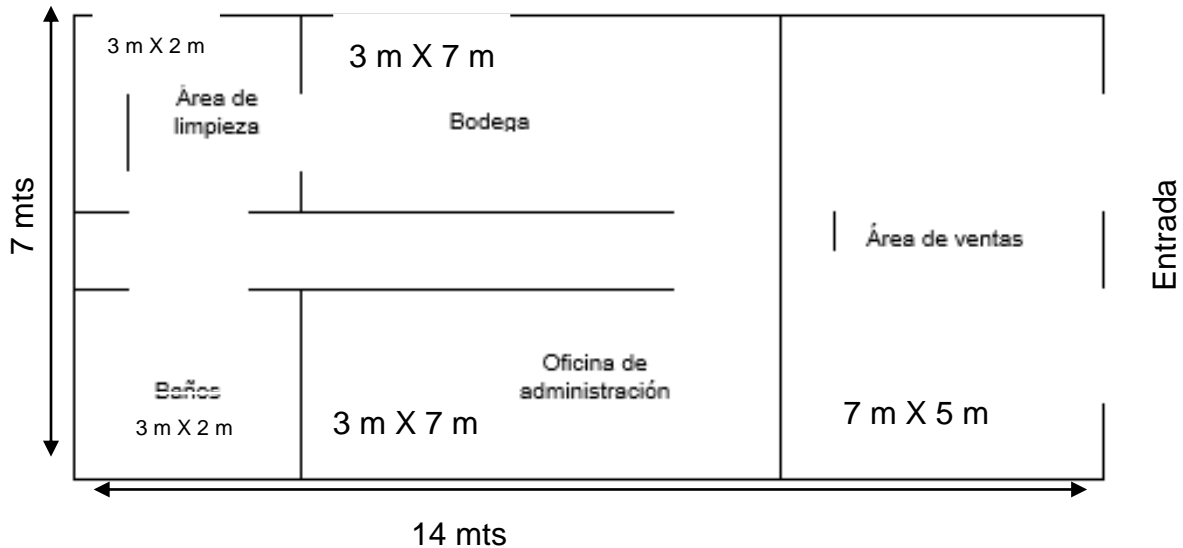 3 m X 2 m
3 m X 7 m
Área de
limpieza
Bodega
7 mts
Área de ventas
Entrada
Oficina de
administración
Baños
3 m X 2 m
3 m X 7 m
7 m X 5 m
14 mts